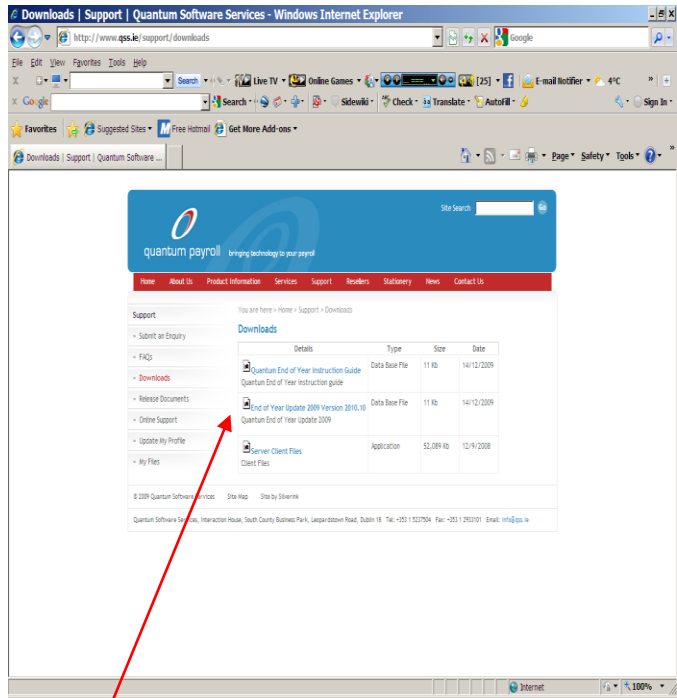 Downloads | Support | Quantum Software Services - Windows Internet Explorer
http://www.qss.ie/support/downloads
Google
File Edit View Favorites Tools Help
X Search Live TV Online Games [25] E-mail Notifier 4°C »
x Google Search Sidewiki Check Translate AutoFill Sign In
Favorites Suggested Sites Free Hotmail Get More Add-ons
Downloads | Support | Quantum Software ... Page Safety Tools »
Site Search Go
quantum payroll bringing technology to your payroll
Home About Us Product Information Services Support Resellers Stationery News Contact Us
Support
» Submit an Enquiry
» FAQs
» Downloads
» Release Documents
» Online Support
» Update My Profile
» My Files
You are here > Home > Support > Downloads
Downloads
Details Type Size Date
Quantum End of Year Instruction Guide Data Base File 11 Kb 14/12/2009
Quantum End of Year instruction guide
End of Year Update 2009 Version 2010.10 Data Base File 11 Kb 14/12/2009
Quantum End of Year Update 2009
Server Client Files Application 52,089 Kb 12/9/2008
Client Files
© 2009 Quantum Software Services Site Map Site by Silverink
Quantum Software Services, Interaction House, South County Business Park, Leopardstown Road, Dublin 18 Tel: +353 1 5237504 Fax: +353 1 2933101 Email: info@qss.ie
Internet 100%